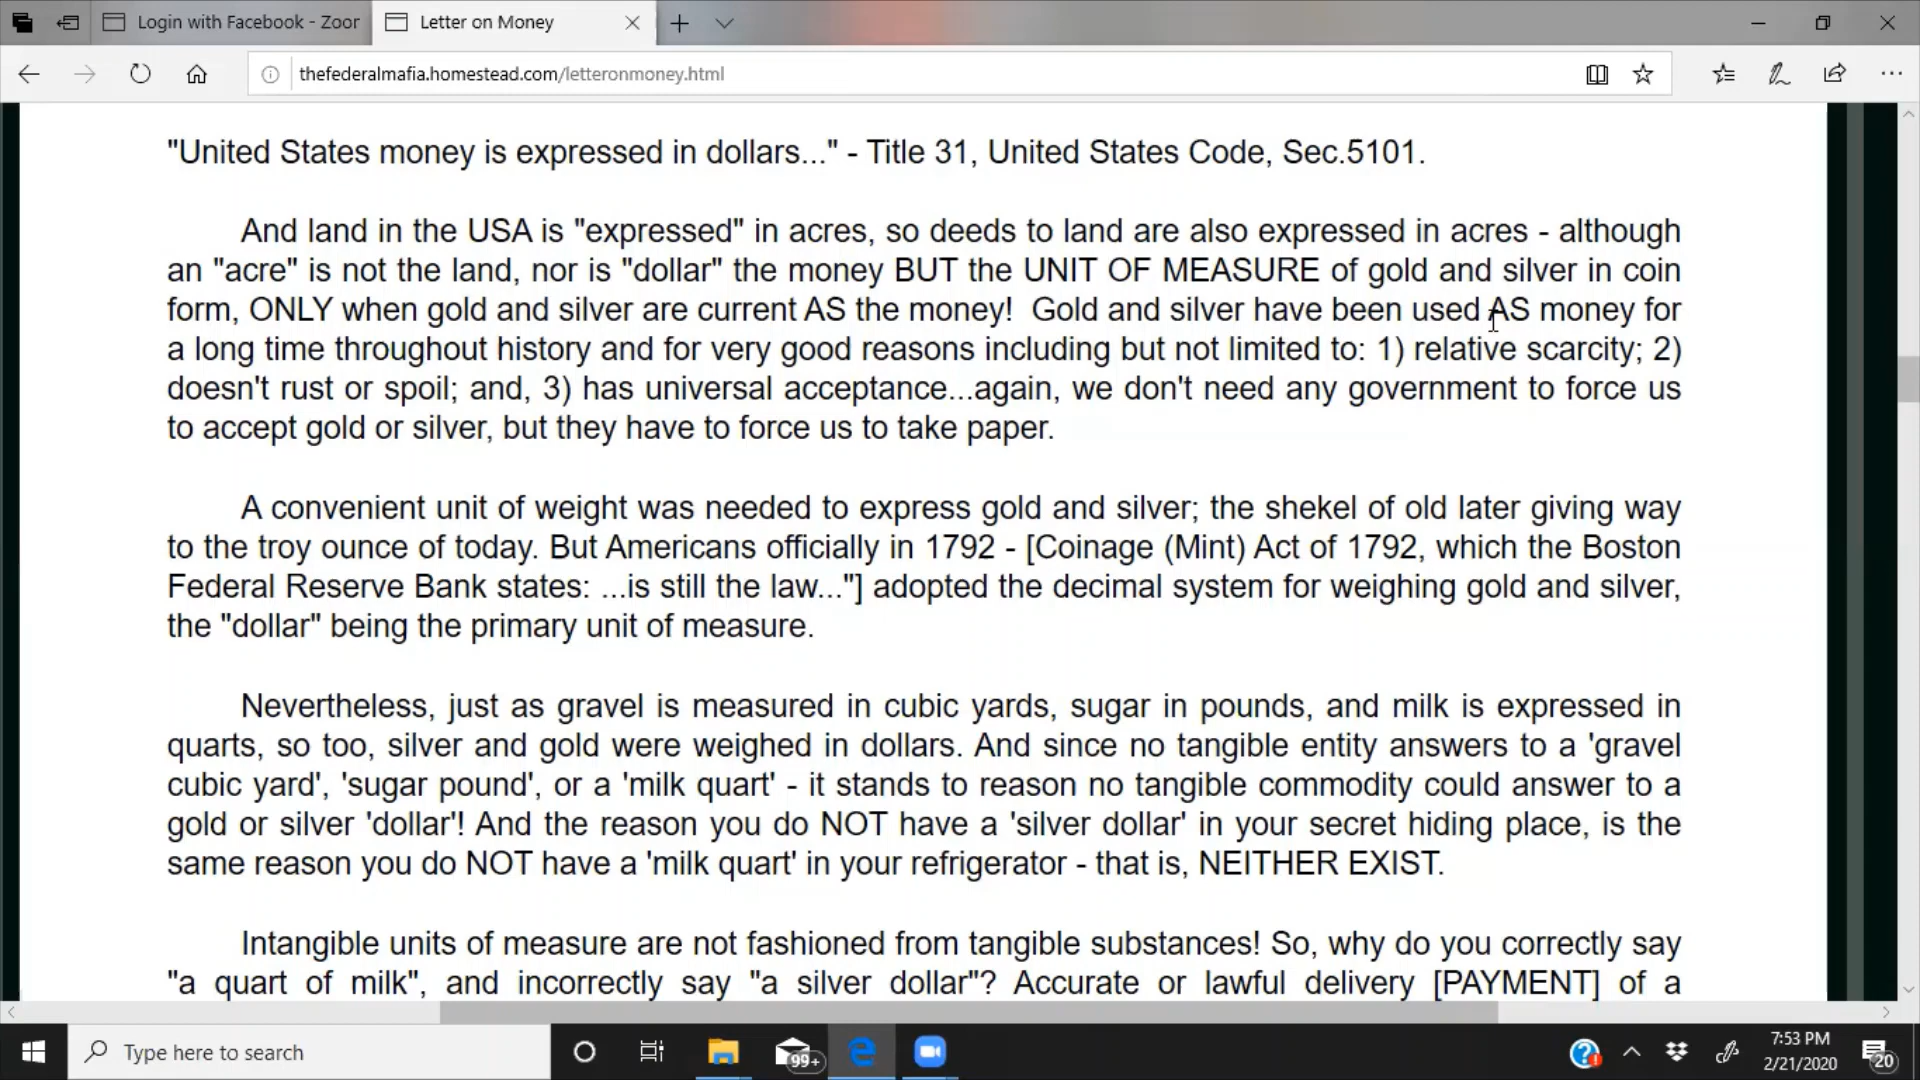 Login with Facebook - Zoor
Letter on Money
thefederalmafia.homestead.com/letteronmoney.html
"United States money is expressed in dollars..." - Title 31, United States Code, Sec.5101.
And land in the USA is "expressed" in acres, so deeds to land are also expressed in acres - although
an "acre" is not the land, nor is "dollar" the money BUT the UNIT OF MEASURE of gold and silver in coin
form, ONLY when gold and silver are current AS the money!  Gold and silver have been used AS money for
a long time throughout history and for very good reasons including but not limited to: 1) relative scarcity; 2)
doesn't rust or spoil; and, 3) has universal acceptance...again, we don't need any government to force us
to accept gold or silver, but they have to force us to take paper.
A convenient unit of weight was needed to express gold and silver; the shekel of old later giving way
to the troy ounce of today. But Americans officially in 1792 - [Coinage (Mint) Act of 1792, which the Boston
Federal Reserve Bank states: ...is still the law..."] adopted the decimal system for weighing gold and silver,
the "dollar" being the primary unit of measure.
Nevertheless, just as gravel is measured in cubic yards, sugar in pounds, and milk is expressed in
quarts, so too, silver and gold were weighed in dollars. And since no tangible entity answers to a 'gravel
cubic yard', 'sugar pound', or a 'milk quart' - it stands to reason no tangible commodity could answer to a
gold or silver 'dollar'! And the reason you do NOT have a 'silver dollar' in your secret hiding place, is the
same reason you do NOT have a 'milk quart' in your refrigerator - that is, NEITHER EXIST.
Intangible units of measure are not fashioned from tangible substances! So, why do you correctly say
"a quart of milk", and incorrectly say "a silver dollar"? Accurate or lawful delivery [PAYMENT] of a
Type here to search
99+
7:53 PM
2/21/2020
20